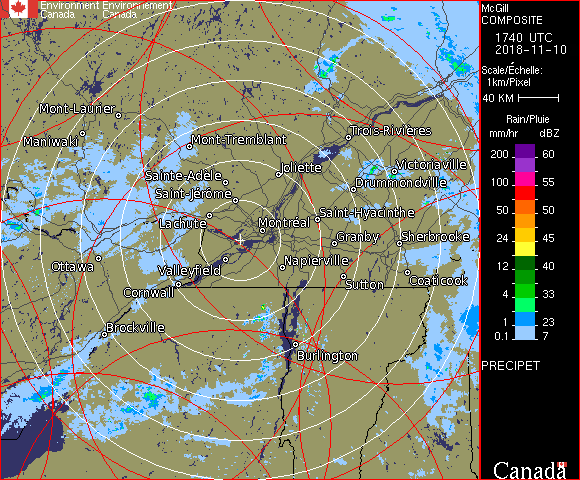 Environment Environnement
Canada Canada
McGill
COMPOSITE
1740 UTC
2018-11-10
Scale/Échelle:
1km/Pixel
40 KM
Rain/Pluie
mm/hr dBZ
200 60
100 55
50 50
24 45
12 40
4 33
1 23
0.1 7
PRECIPET
Canada
Mont-Laurier
Maniwaki
Mont-Tremblant
Trois-Rivières
Joliette
Victoriaville
Sainte-Adèle
Drummondville
Saint-Jérôme
Lachute
Montréal
Saint-Hyacinthe
Granby
Sherbrooke
Ottawa
Valleyfield
Napierville
Sutton
Coaticook
Cornwall
Brockville
Burlington